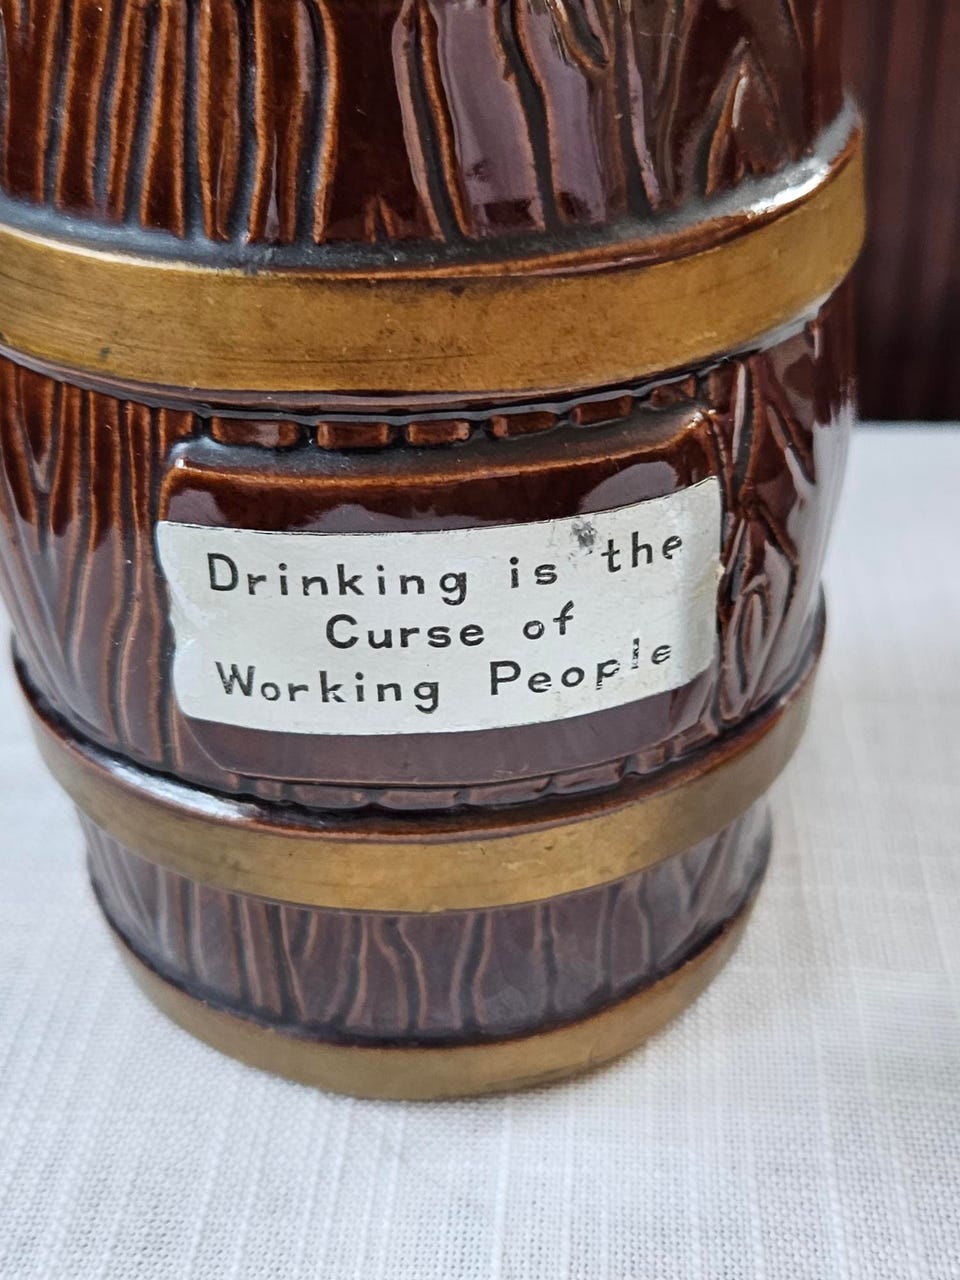 Drinking is the
Curse of
Working People